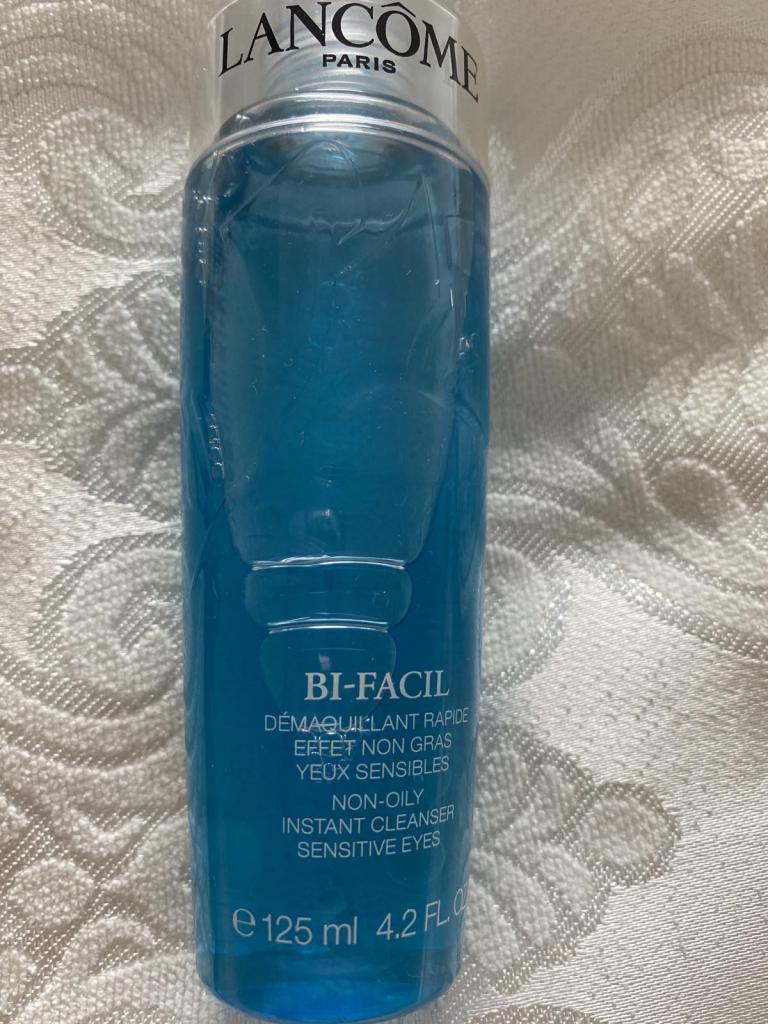 LANCÔME
PARIS
BI-FACIL
DÉMAQUILLANT RAPIDE
EFFET NON GRAS
YEUX SENSIBLES
NON-OILY
INSTANT CLEANSER
SENSITIVE EYES
℮ 125 ml 4.2 FL. OZ